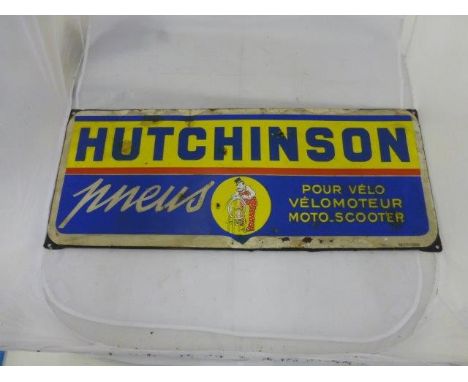 HUTCHINSON
pneus
POUR VÉLO
VÉLOMOTEUR
MOTO-SCOOTER